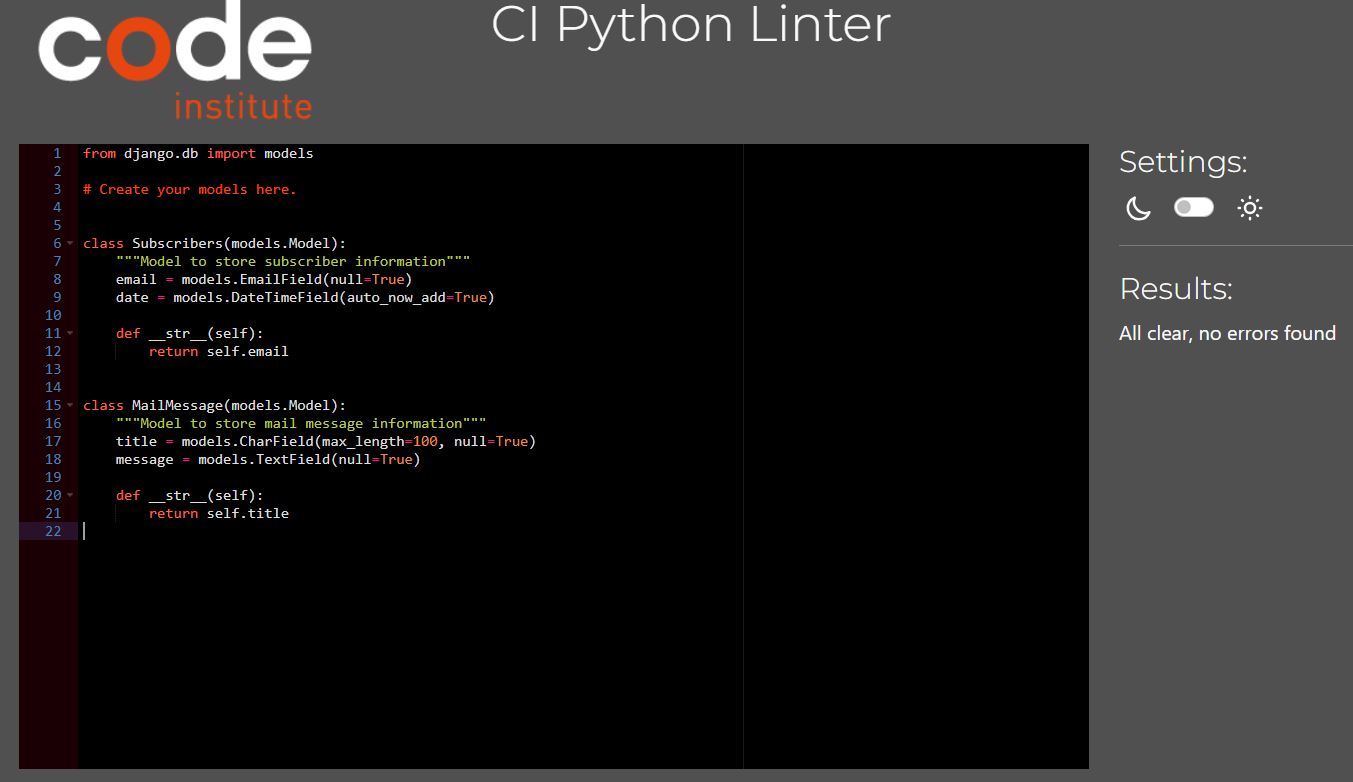 code
institute
CI Python Linter
1 from django.db import models
2
3 # Create your models here.
4
5
6 class Subscribers(models.Model):
7     """Model to store subscriber information"""
8     email = models.EmailField(null=True)
9     date = models.DateTimeField(auto_now_add=True)
10
11     def __str__(self):
12         return self.email
13
14
15 class MailMessage(models.Model):
16     """Model to store mail message information"""
17     title = models.CharField(max_length=100, null=True)
18     message = models.TextField(null=True)
19
20     def __str__(self):
21         return self.title
22
Settings:
Results:
All clear, no errors found